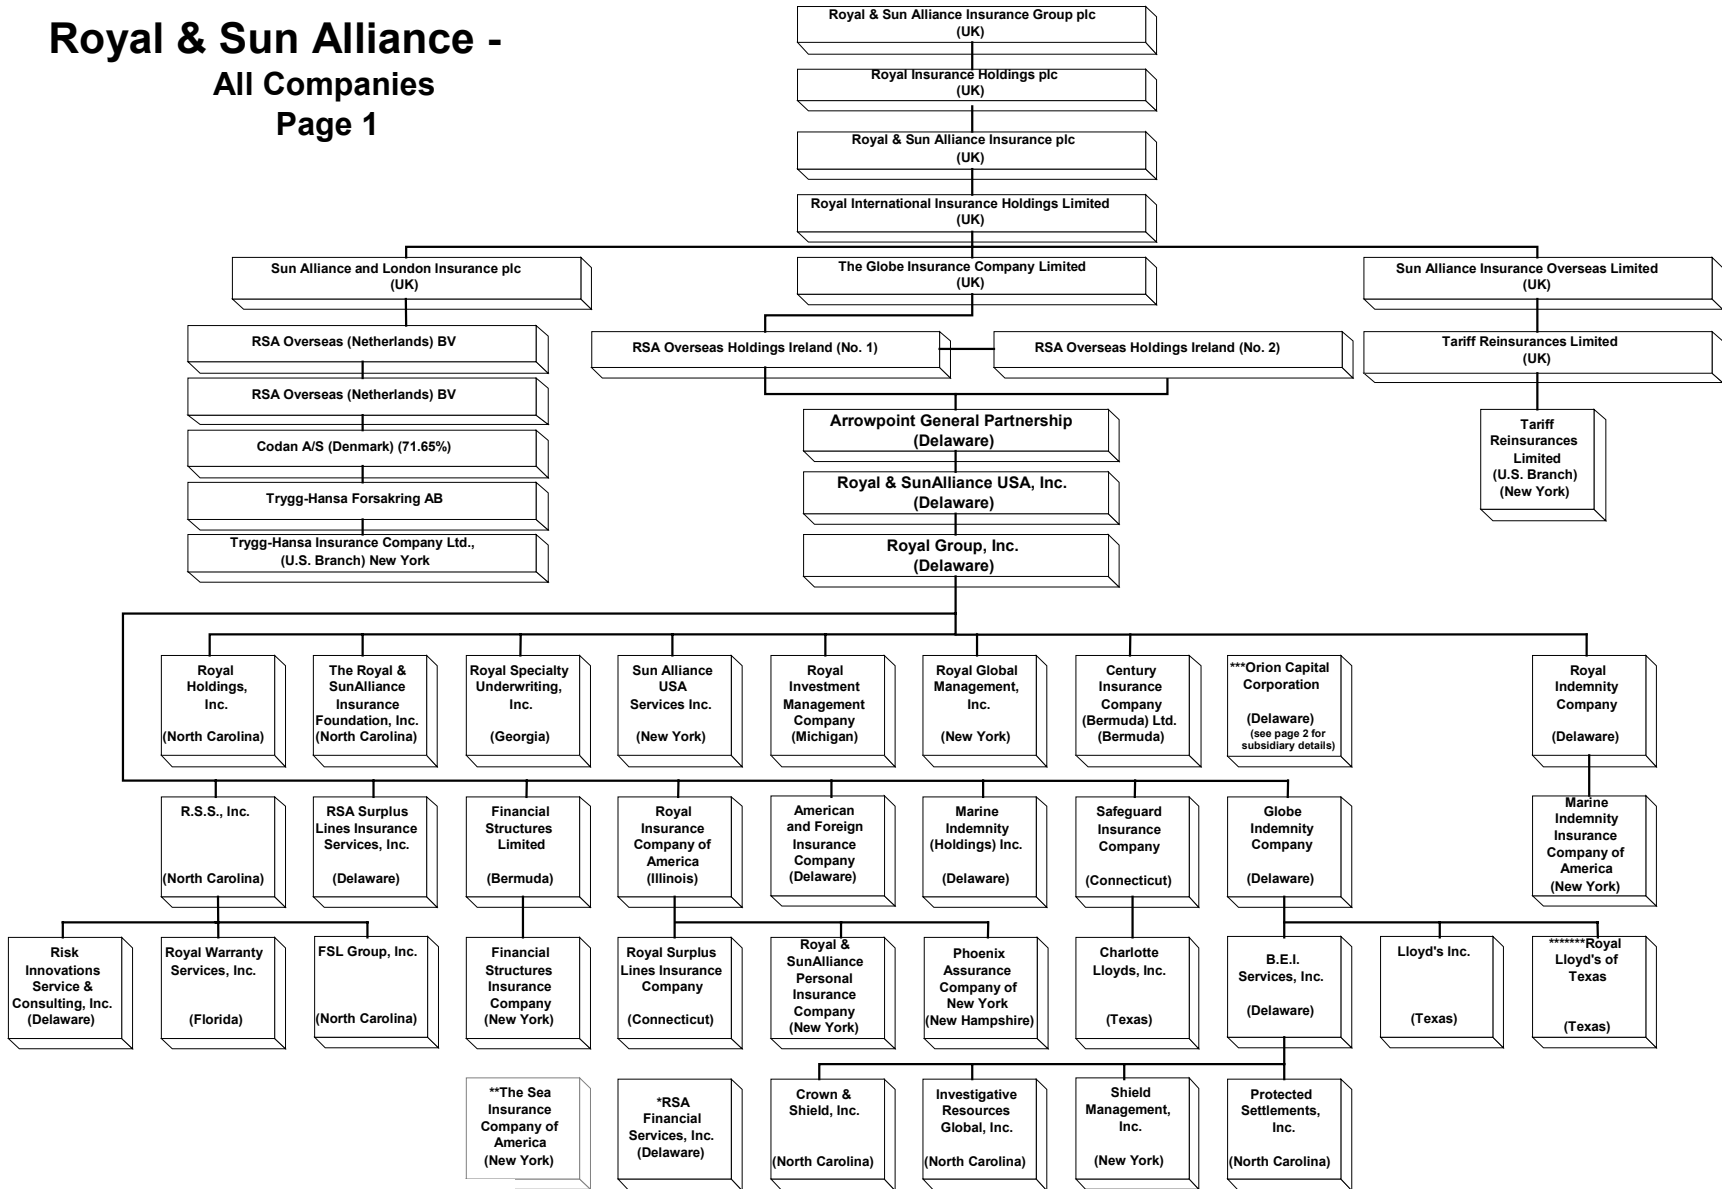 Royal & Sun Alliance -
All Companies
Page 1
Royal & Sun Alliance Insurance Group plc
(UK)
Royal Insurance Holdings plc
(UK)
Royal & Sun Alliance Insurance plc
(UK)
Royal International Insurance Holdings Limited
(UK)
Sun Alliance and London Insurance plc
(UK)
The Globe Insurance Company Limited
(UK)
Sun Alliance Insurance Overseas Limited
(UK)
RSA Overseas (Netherlands) BV
RSA Overseas Holdings Ireland (No. 1)
RSA Overseas Holdings Ireland (No. 2)
Tariff Reinsurances Limited
(UK)
RSA Overseas (Netherlands) BV
Codan A/S (Denmark) (71.65%)
Trygg-Hansa Forsakring AB
Trygg-Hansa Insurance Company Ltd.,
(U.S. Branch) New York
Arrowpoint General Partnership
(Delaware)
Royal & SunAlliance USA, Inc.
(Delaware)
Royal Group, Inc.
(Delaware)
Tariff
Reinsurances
Limited
(U.S. Branch)
(New York)
Royal
Holdings,
Inc.
(North Carolina)
The Royal &
SunAlliance
Insurance
Foundation, Inc.
(North Carolina)
Royal Specialty
Underwriting,
Inc.
(Georgia)
Sun Alliance
USA
Services Inc.
(New York)
Royal
Investment
Management
Company
(Michigan)
Royal Global
Management,
Inc.
(New York)
Century
Insurance
Company
(Bermuda) Ltd.
(Bermuda)
***Orion Capital
Corporation
(Delaware)
(see page 2 for
subsidiary details)
Royal
Indemnity
Company
(Delaware)
R.S.S., Inc.
(North Carolina)
RSA Surplus
Lines Insurance
Services, Inc.
(Delaware)
Financial
Structures
Limited
(Bermuda)
Royal
Insurance
Company of
America
(Illinois)
American
and Foreign
Insurance
Company
(Delaware)
Marine
Indemnity
(Holdings) Inc.
(Delaware)
Safeguard
Insurance
Company
(Connecticut)
Globe
Indemnity
Company
(Delaware)
Marine
Indemnity
Insurance
Company of
America
(New York)
Risk
Innovations
Service &
Consulting, Inc.
(Delaware)
Royal Warranty
Services, Inc.
(Florida)
FSL Group, Inc.
(North Carolina)
Financial
Structures
Insurance
Company
(New York)
Royal Surplus
Lines Insurance
Company
(Connecticut)
Royal &
SunAlliance
Personal
Insurance
Company
(New York)
Phoenix
Assurance
Company of
New York
(New Hampshire)
Charlotte
Lloyds, Inc.
(Texas)
B.E.I.
Services, Inc.
(Delaware)
Lloyd's Inc.
(Texas)
*******Royal
Lloyd's of
Texas
(Texas)
**The Sea
Insurance
Company of
America
(New York)
*RSA
Financial
Services, Inc.
(Delaware)
Crown &
Shield, Inc.
(North Carolina)
Investigative
Resources
Global, Inc.
(North Carolina)
Shield
Management,
Inc.
(New York)
Protected
Settlements,
Inc.
(North Carolina)